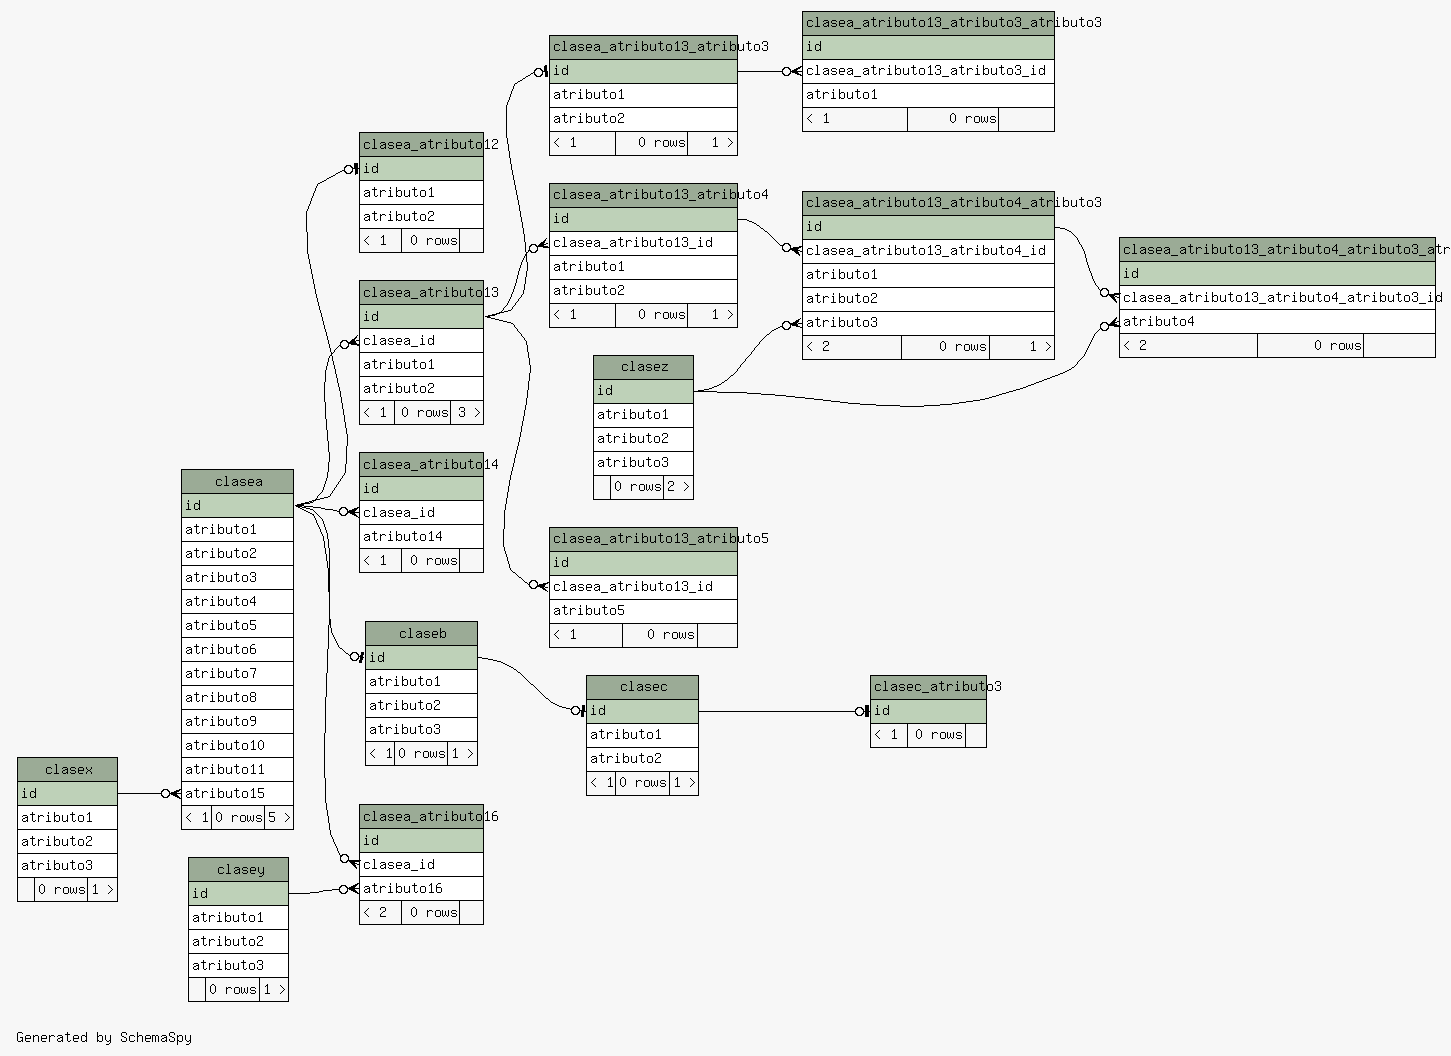 clasea_atributo13_atributo3_atributo3
id
clasea_atributo13_atributo3_id
atributo1
< 1 0 rows
clasea_atributo13_atributo3
id
atributo1
atributo2
< 1 0 rows 1 >
clasea_atributo12
id
atributo1
atributo2
< 1 0 rows
clasea_atributo13_atributo4
id
clasea_atributo13_id
atributo1
atributo2
< 1 0 rows 1 >
clasea_atributo13_atributo4_atributo3
id
clasea_atributo13_atributo4_id
atributo1
atributo2
atributo3
< 2 0 rows 1 >
clasea_atributo13_atributo4_atributo3_atr
id
clasea_atributo13_atributo4_atributo3_id
atributo4
< 2 0 rows
clasea_atributo13
id
clasea_id
atributo1
atributo2
< 1 0 rows 3 >
clasez
id
atributo1
atributo2
atributo3
0 rows 2 >
clasea_atributo14
id
clasea_id
atributo14
< 1 0 rows
clasea
id
atributo1
atributo2
atributo3
atributo4
atributo5
atributo6
atributo7
atributo8
atributo9
atributo10
atributo11
atributo15
< 1 0 rows 5 >
clasea_atributo13_atributo5
id
clasea_atributo13_id
atributo5
< 1 0 rows
claseb
id
atributo1
atributo2
atributo3
< 1 0 rows 1 >
clasec
id
atributo1
atributo2
< 1 0 rows 1 >
clasec_atributo3
id
< 1 0 rows
clasex
id
atributo1
atributo2
atributo3
0 rows 1 >
clasea_atributo16
id
clasea_id
atributo16
< 2 0 rows
clasey
id
atributo1
atributo2
atributo3
0 rows 1 >
Generated by SchemaSpy